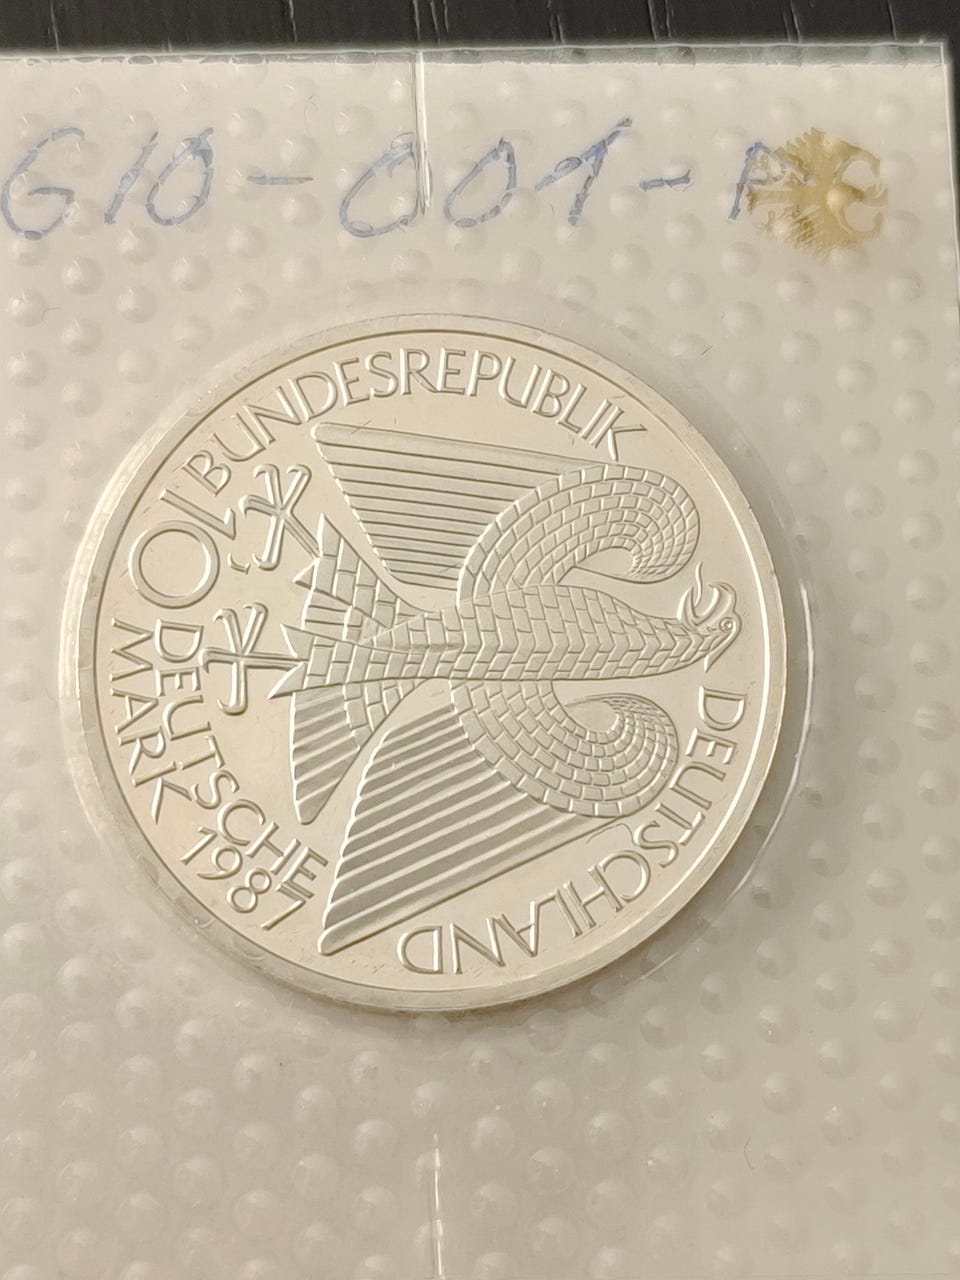 G10-001-P
BUNDESREPUBLIK DEUTSCHLAND
10
DEUTSCHE
MARK
1987